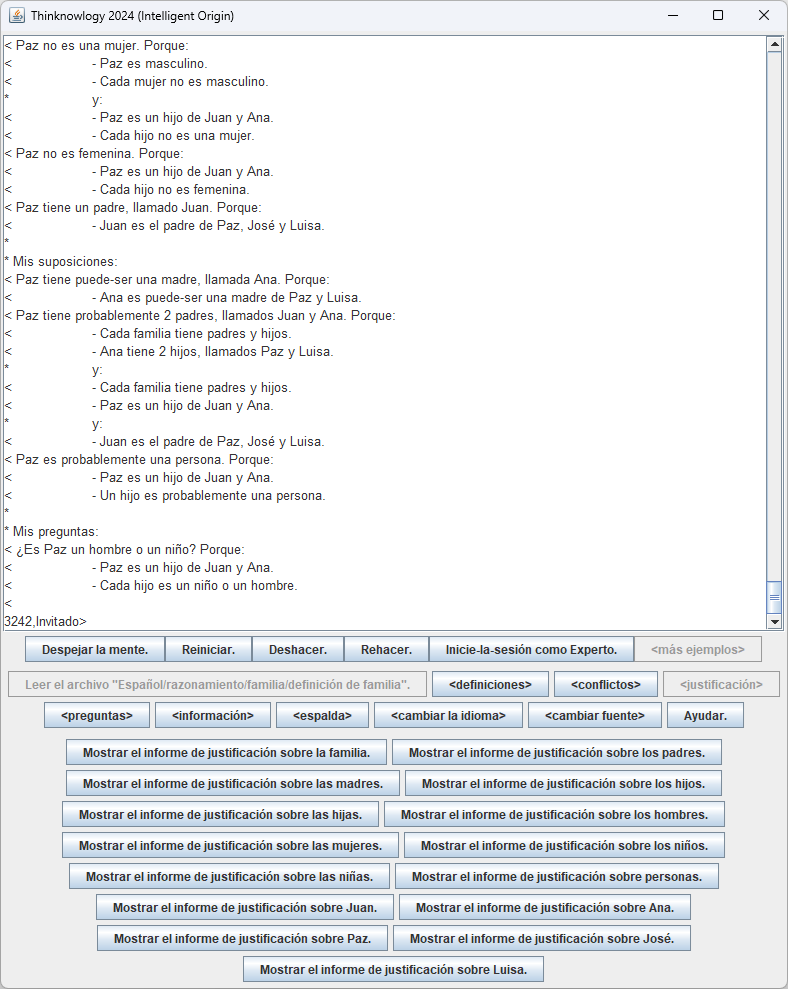 Thinknowlogy 2024 (Intelligent Origin)
< Paz no es una mujer. Porque:
< - Paz es masculino.
< - Cada mujer no es masculino.
* y:
< - Paz es un hijo de Juan y Ana.
< - Cada hijo no es una mujer.
< Paz no es femenina. Porque:
< - Paz es un hijo de Juan y Ana.
< - Cada hijo no es femenina.
< Paz tiene un padre, llamado Juan. Porque:
< - Juan es el padre de Paz, José y Luisa.
*
* Mis suposiciones:
< Paz tiene puede-ser una madre, llamada Ana. Porque:
< - Ana es puede-ser una madre de Paz y Luisa.
< Paz tiene probablemente 2 padres, llamados Juan y Ana. Porque:
< - Cada familia tiene padres y hijos.
< - Ana tiene 2 hijos, llamados Paz y Luisa.
* y:
< - Cada familia tiene padres y hijos.
< - Paz es un hijo de Juan y Ana.
* y:
< - Juan es el padre de Paz, José y Luisa.
< Paz es probablemente una persona. Porque:
< - Paz es un hijo de Juan y Ana.
< - Un hijo es probablemente una persona.
*
* Mis preguntas:
< ¿Es Paz un hombre o un niño? Porque:
< - Paz es un hijo de Juan y Ana.
< - Cada hijo es un niño o un hombre.
<
3242,Invitado>
Despejar la mente. Reiniciar. Deshacer. Rehacer. Inicie-la-sesión como Experto. <más ejemplos>
Leer el archivo "Español/razonamiento/familia/definición de familia". <definiciones> <conflictos> <justificación>
<preguntas> <información> <espalda> <cambiar la idioma> <cambiar fuente> Ayudar.
Mostrar el informe de justificación sobre la familia. Mostrar el informe de justificación sobre los padres.
Mostrar el informe de justificación sobre las madres. Mostrar el informe de justificación sobre los hijos.
Mostrar el informe de justificación sobre las hijas. Mostrar el informe de justificación sobre los hombres.
Mostrar el informe de justificación sobre las mujeres. Mostrar el informe de justificación sobre los niños.
Mostrar el informe de justificación sobre las niñas. Mostrar el informe de justificación sobre personas.
Mostrar el informe de justificación sobre Juan. Mostrar el informe de justificación sobre Ana.
Mostrar el informe de justificación sobre Paz. Mostrar el informe de justificación sobre José.
Mostrar el informe de justificación sobre Luisa.